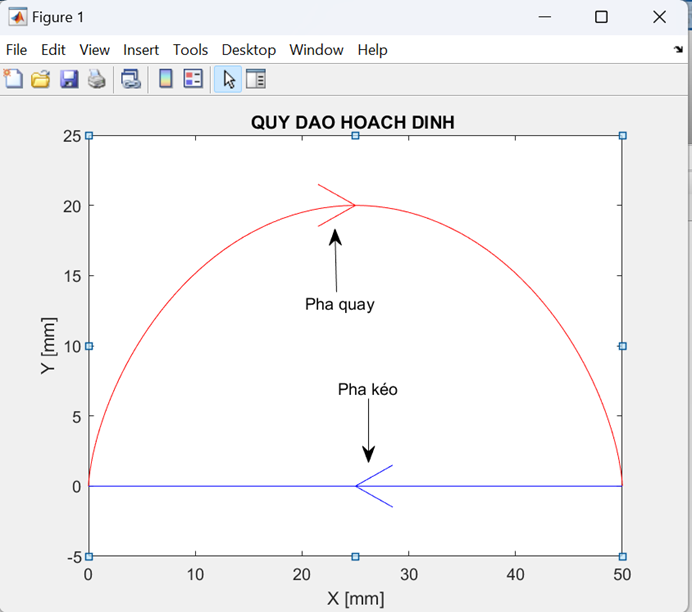 Figure 1
File Edit View Insert Tools Desktop Window Help
QUY DAO HOACH DINH
25
20
15
10
5
0
-5
Y [mm]
Pha quay
Pha kéo
0 10 20 30 40 50
X [mm]